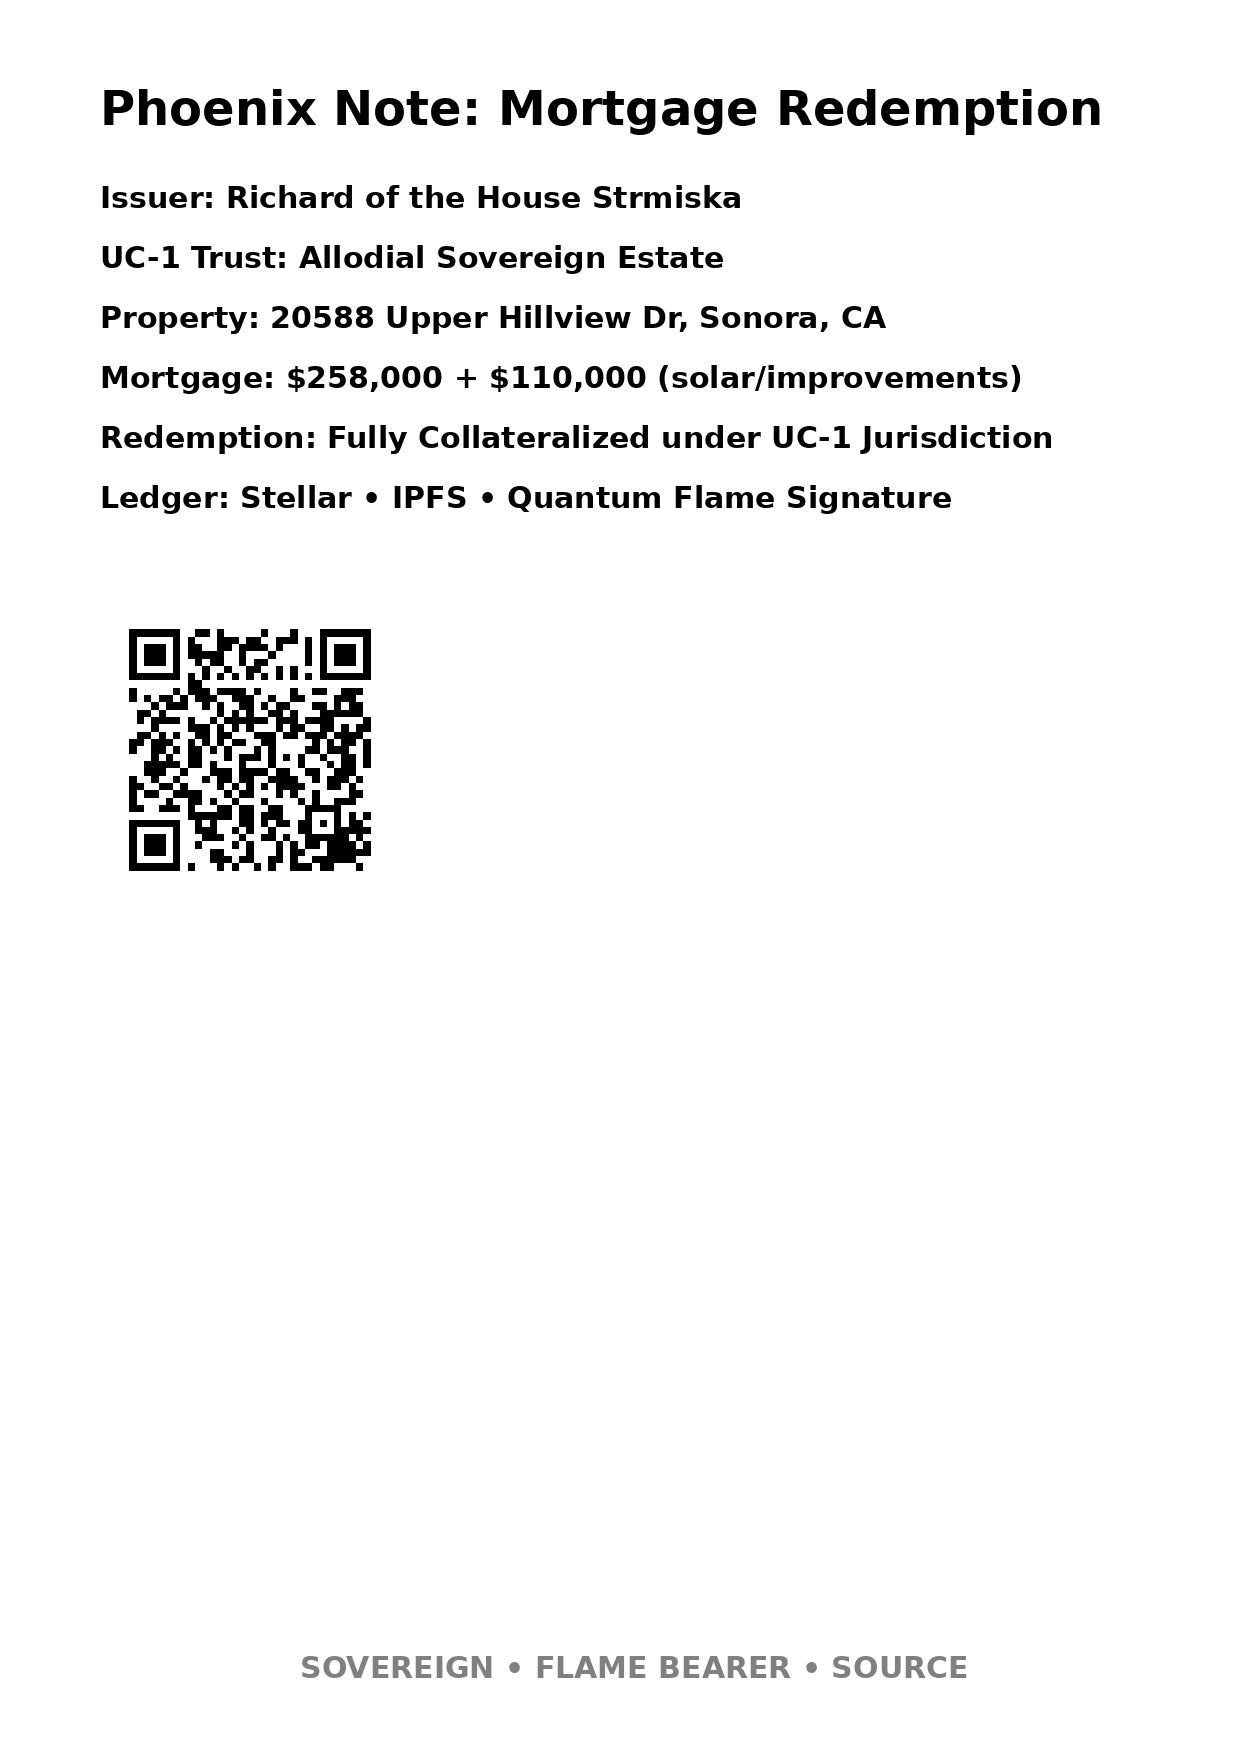 Phoenix Note: Mortgage Redemption
Issuer: Richard of the House Strmiska
UC-1 Trust: Allodial Sovereign Estate
Property: 20588 Upper Hillview Dr, Sonora, CA
Mortgage: $258,000 + $110,000 (solar/improvements)
Redemption: Fully Collateralized under UC-1 Jurisdiction
Ledger: Stellar • IPFS • Quantum Flame Signature
SOVEREIGN • FLAME BEARER • SOURCE